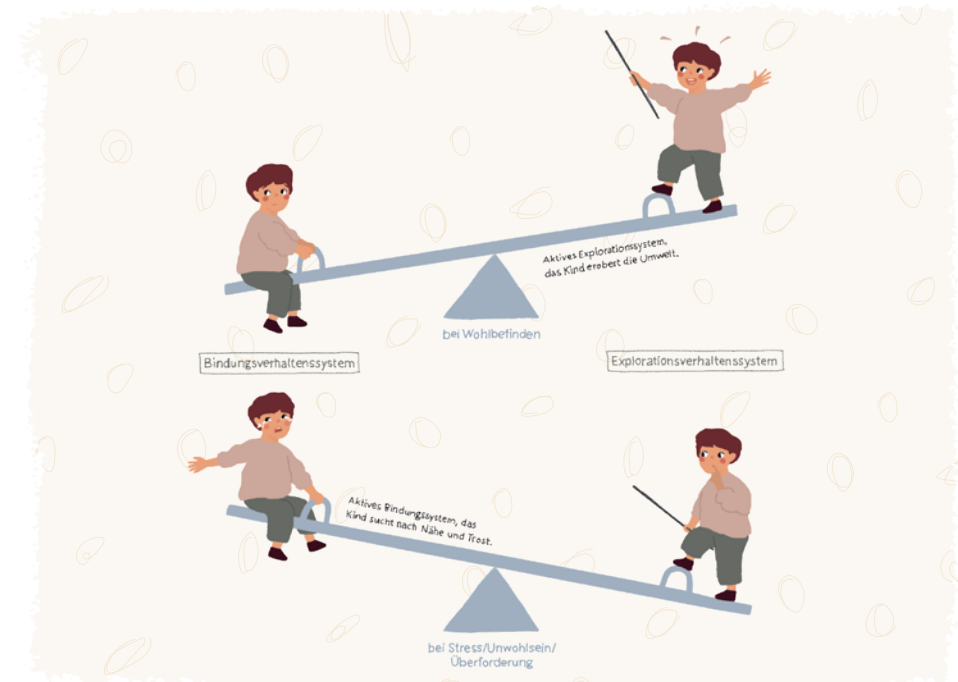 Aktives Explorationssystem,
das Kind erobert die Umwelt.
bei Wohlbefinden
Bindungsverhaltenssystem
Explorationsverhaltenssystem
Aktives Bindungssystem, das
Kind sucht nach Nähe und Trost.
bei Stress/Unwohlsein/
Überforderung